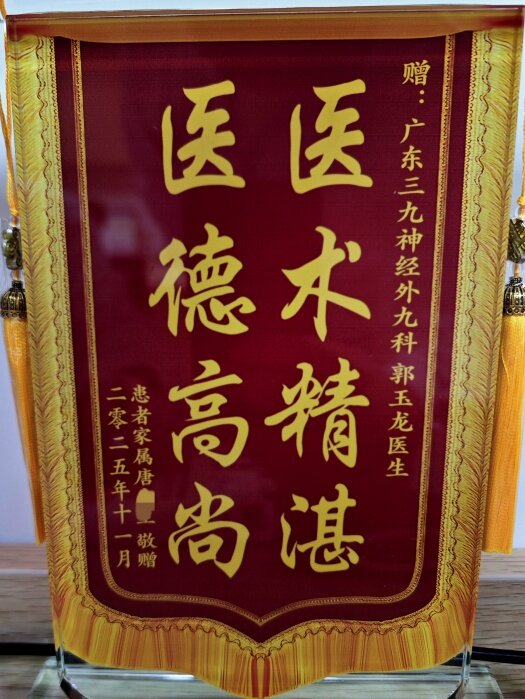 赠：广东三九神经外九科 郭玉龙医生
医术精湛
医德高尚
患者家属唐 敬赠
二零二五年十一月